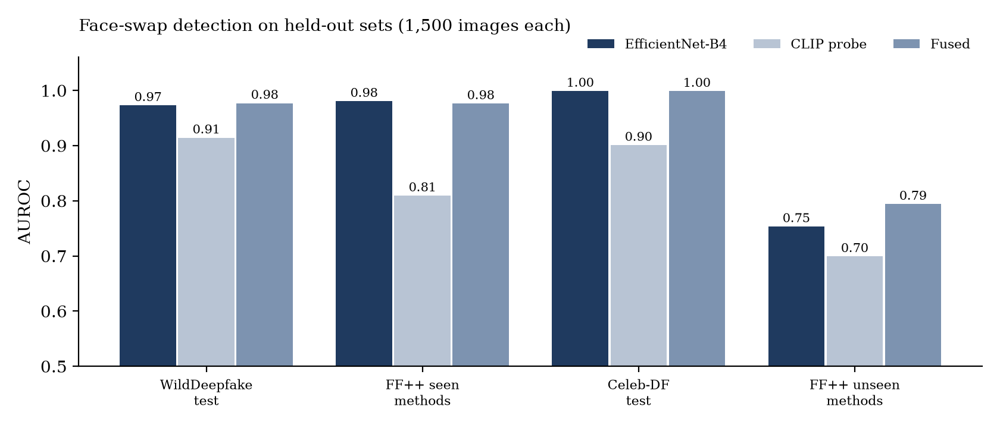 Face-swap detection on held-out sets (1,500 images each)
EfficientNet-B4
CLIP probe
Fused
AUROC
1.0
0.9
0.8
0.7
0.6
0.5
0.97
0.91
0.98
0.98
0.81
0.98
1.00
0.90
1.00
0.75
0.70
0.79
WildDeepfake
test
FF++ seen
methods
Celeb-DF
test
FF++ unseen
methods